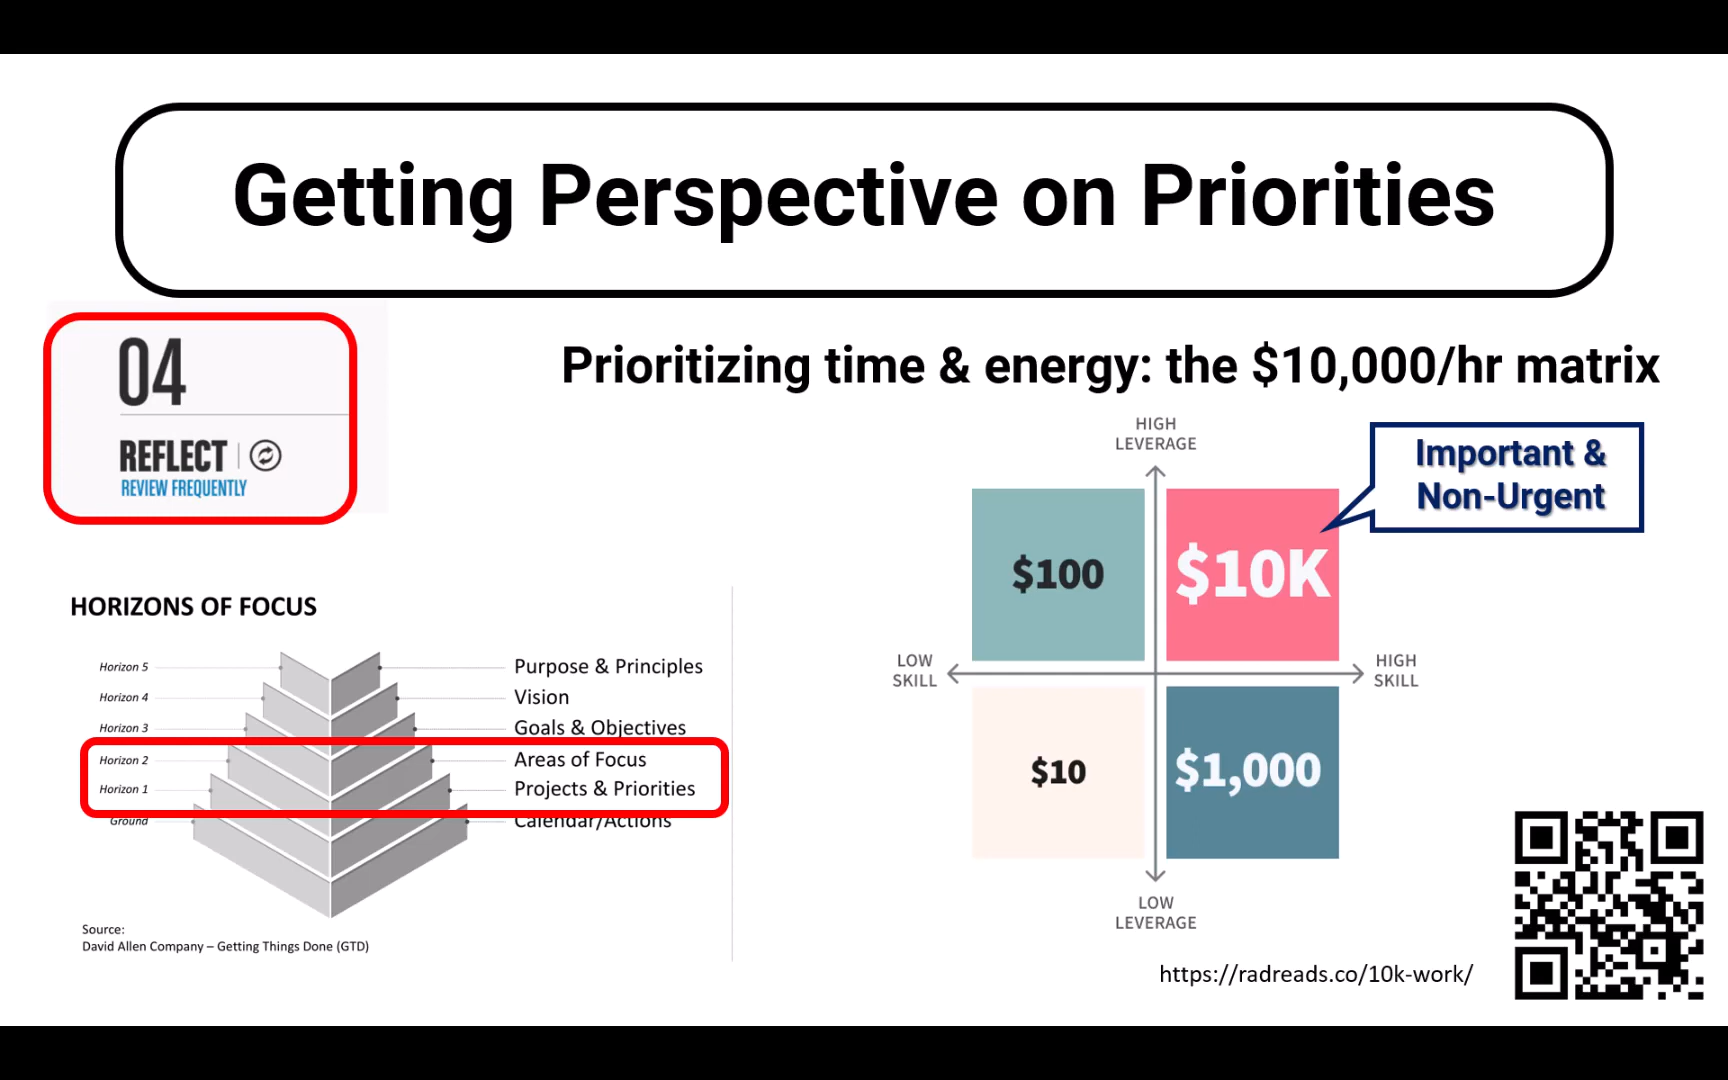 Getting Perspective on Priorities
04
REFLECT
REVIEW FREQUENTLY
Prioritizing time & energy: the $10,000/hr matrix
HIGH
LEVERAGE
Important &
Non-Urgent
$100
$10K
LOW
SKILL
HIGH
SKILL
$10
$1,000
LOW
LEVERAGE
HORIZONS OF FOCUS
Horizon 5 Purpose & Principles
Horizon 4 Vision
Horizon 3 Goals & Objectives
Horizon 2 Areas of Focus
Horizon 1 Projects & Priorities
Ground Calendar/Actions
Source:
David Allen Company – Getting Things Done (GTD)
https://radreads.co/10k-work/